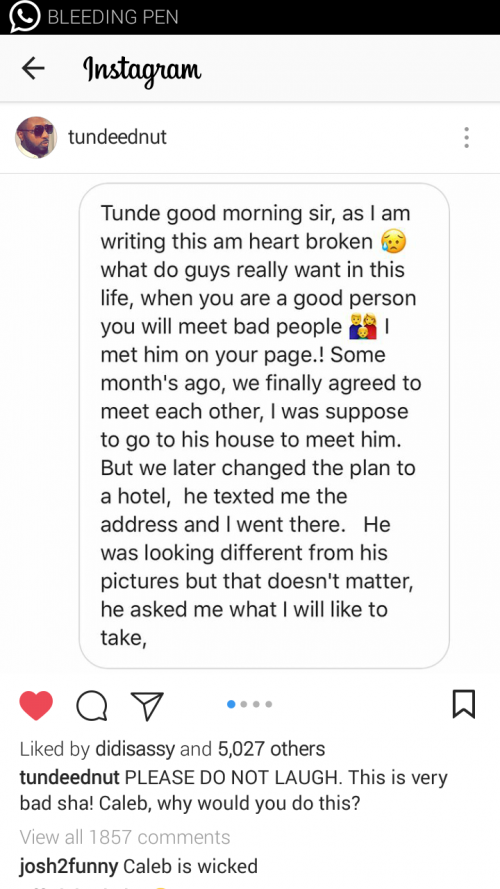 BLEEDING PEN
Instagram
tundeednut
Tunde good morning sir, as I am
writing this am heart broken 😥
what do guys really want in this
life, when you are a good person
you will meet bad people 👨‍👩‍👦 I
met him on your page.! Some
month's ago, we finally agreed to
meet each other, I was suppose
to go to his house to meet him.
But we later changed the plan to
a hotel, he texted me the
address and I went there. He
was looking different from his
pictures but that doesn't matter,
he asked me what I will like to
take,
Liked by didisassy and 5,027 others
tundeednut PLEASE DO NOT LAUGH. This is very
bad sha! Caleb, why would you do this?
View all 1857 comments
josh2funny Caleb is wicked